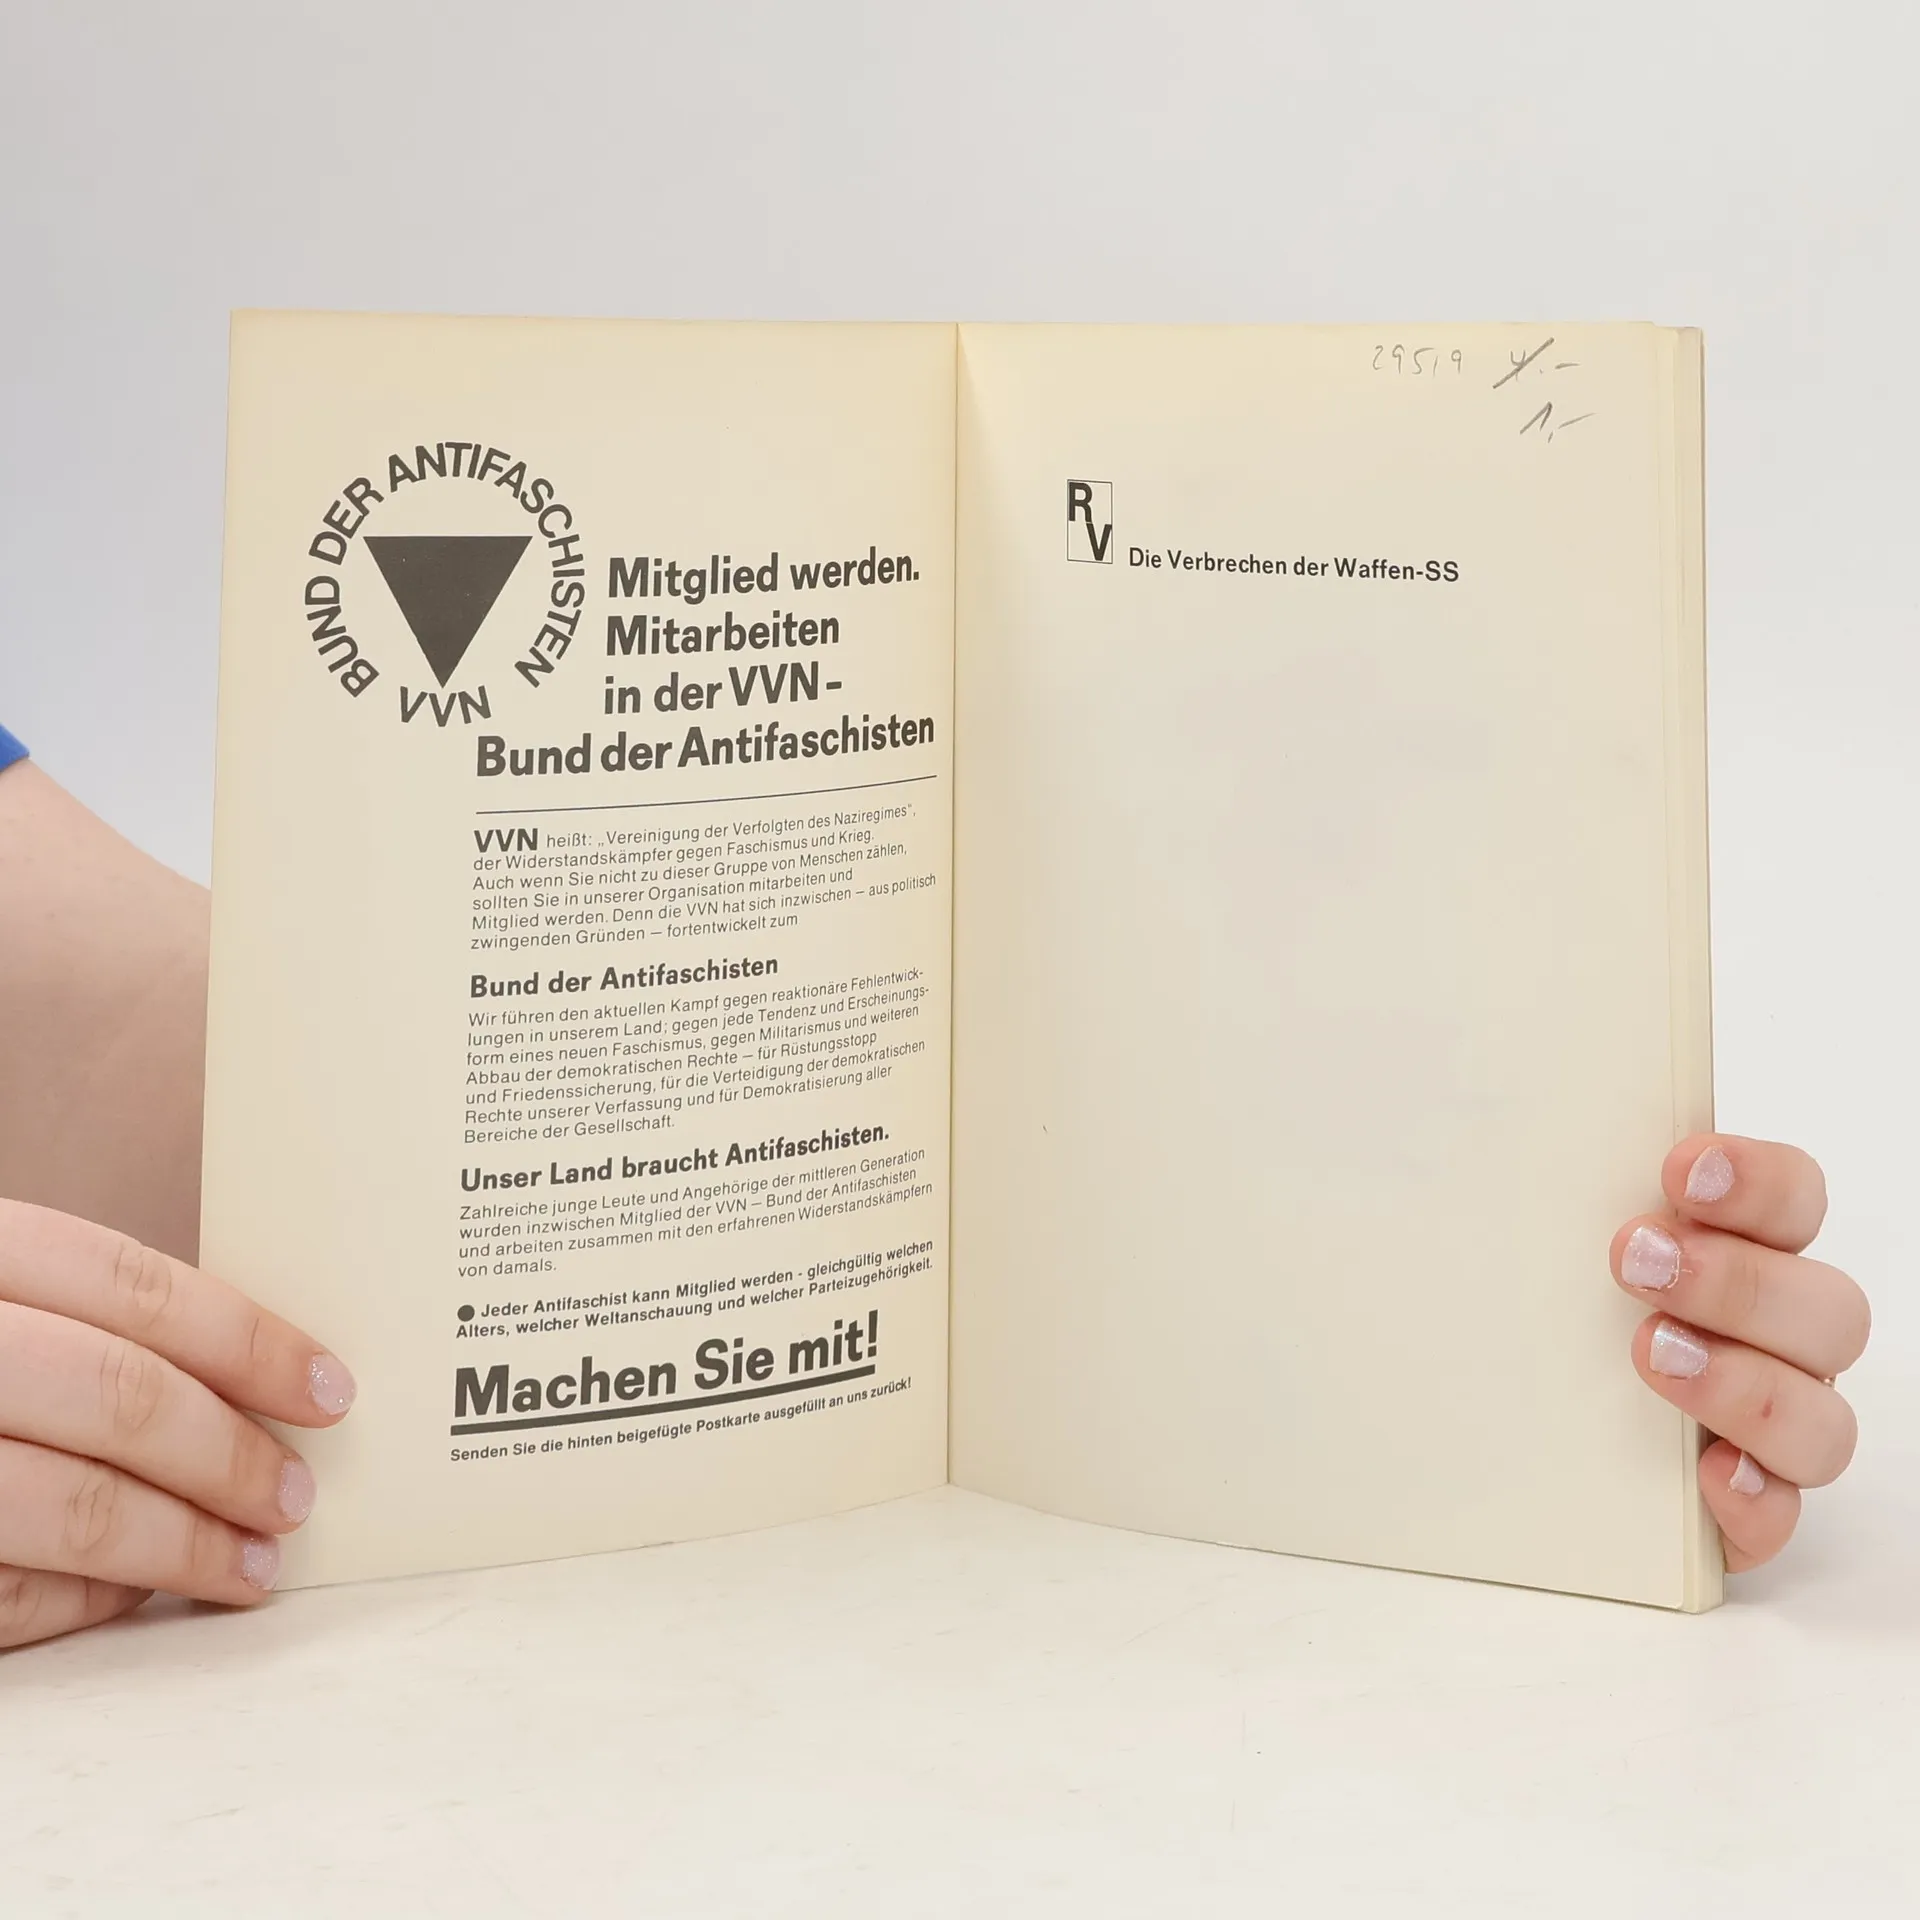 BUND DER ANTIFASCHISTEN
VVN
Mitglied werden.
Mitarbeiten
in der VVN-
Bund der Antifaschisten
VVN heißt: „Vereinigung der Verfolgten des Naziregimes",
der Widerstandskämpfer gegen Faschismus und Krieg.
Auch wenn Sie nicht zu dieser Gruppe von Menschen zählen,
sollten Sie in unserer Organisation mitarbeiten und
Mitglied werden. Denn die VVN hat sich inzwischen – aus politisch
zwingenden Gründen – fortentwickelt zum
Bund der Antifaschisten
Wir führen den aktuellen Kampf gegen reaktionäre Fehlentwick-
lungen in unserem Land; gegen jede Tendenz und Erscheinungs-
form eines neuen Faschismus, gegen Militarismus und weiteren
Abbau der demokratischen Rechte – für Rüstungsstopp
und Friedenssicherung, für die Verteidigung der demokratischen
Rechte unserer Verfassung und für Demokratisierung aller
Bereiche der Gesellschaft.
Unser Land braucht Antifaschisten.
Zahlreiche junge Leute und Angehörige der mittleren Generation
wurden inzwischen Mitglied der VVN – Bund der Antifaschisten
und arbeiten zusammen mit den erfahrenen Widerstandskämpfern
von damals.
● Jeder Antifaschist kann Mitglied werden - gleichgültig welchen
Alters, welcher Weltanschauung und welcher Parteizugehörigkeit.
Machen Sie mit!
Senden Sie die hinten beigefügte Postkarte ausgefüllt an uns zurück!
29519 4.-
1,-
RV
Die Verbrechen der Waffen-SS